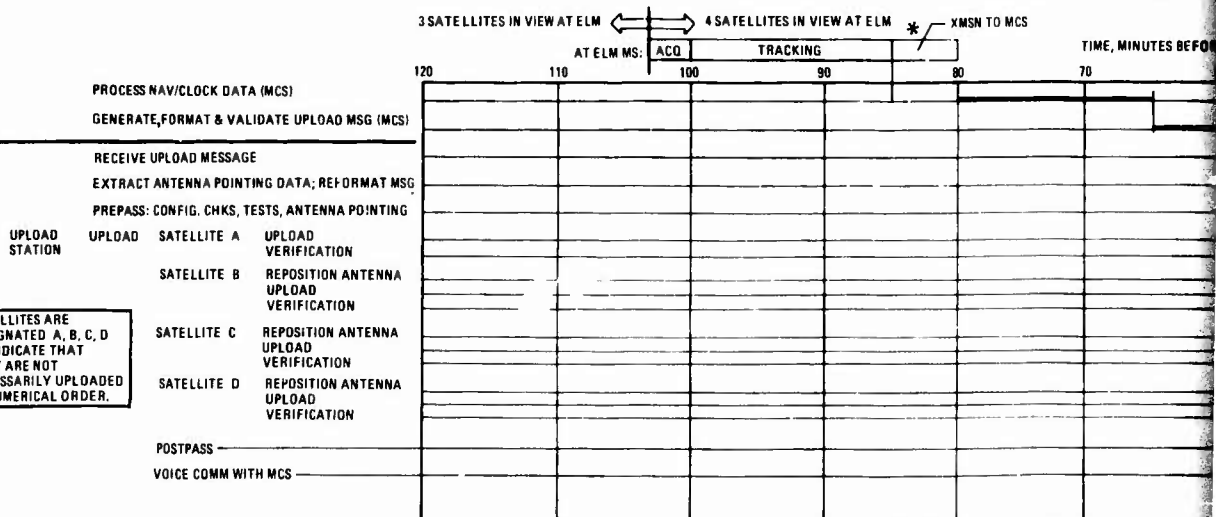 3 SATELLITES IN VIEW AT ELM
4 SATELLITES IN VIEW AT ELM
* XMSN TO MCS
AT ELM MS: ACQ TRACKING
TIME, MINUTES BEFO
120 110 100 90 80 70
PROCESS NAV/CLOCK DATA (MCS)
GENERATE, FORMAT & VALIDATE UPLOAD MSG (MCS)
RECEIVE UPLOAD MESSAGE
EXTRACT ANTENNA POINTING DATA; REFORMAT MSG
PREPASS: CONFIG. CHKS, TESTS, ANTENNA POINTING
UPLOAD STATION
UPLOAD SATELLITE A UPLOAD
VERIFICATION
SATELLITE B REPOSITION ANTENNA
UPLOAD
VERIFICATION
SATELLITE C REPOSITION ANTENNA
UPLOAD
VERIFICATION
SATELLITE D REPOSITION ANTENNA
UPLOAD
VERIFICATION
LLITES ARE
GNATED A, B, C, D
DICATE THAT
Y ARE NOT
SSARILY UPLOADED
UMERICAL ORDER.
POSTPASS
VOICE COMM WITH MCS